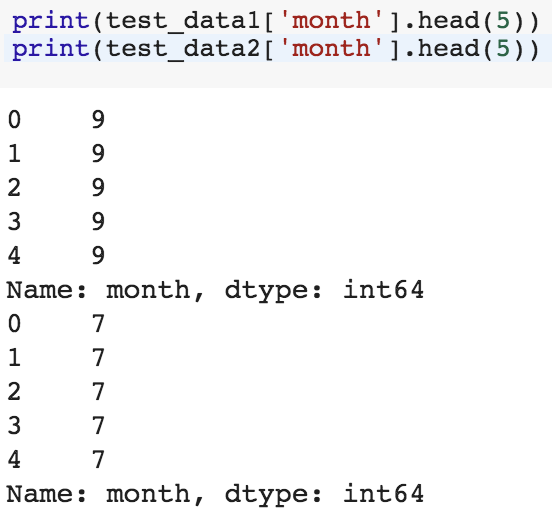 print(test_data1['month'].head(5))
print(test_data2['month'].head(5))
0 9
1 9
2 9
3 9
4 9
Name: month, dtype: int64
0 7
1 7
2 7
3 7
4 7
Name: month, dtype: int64